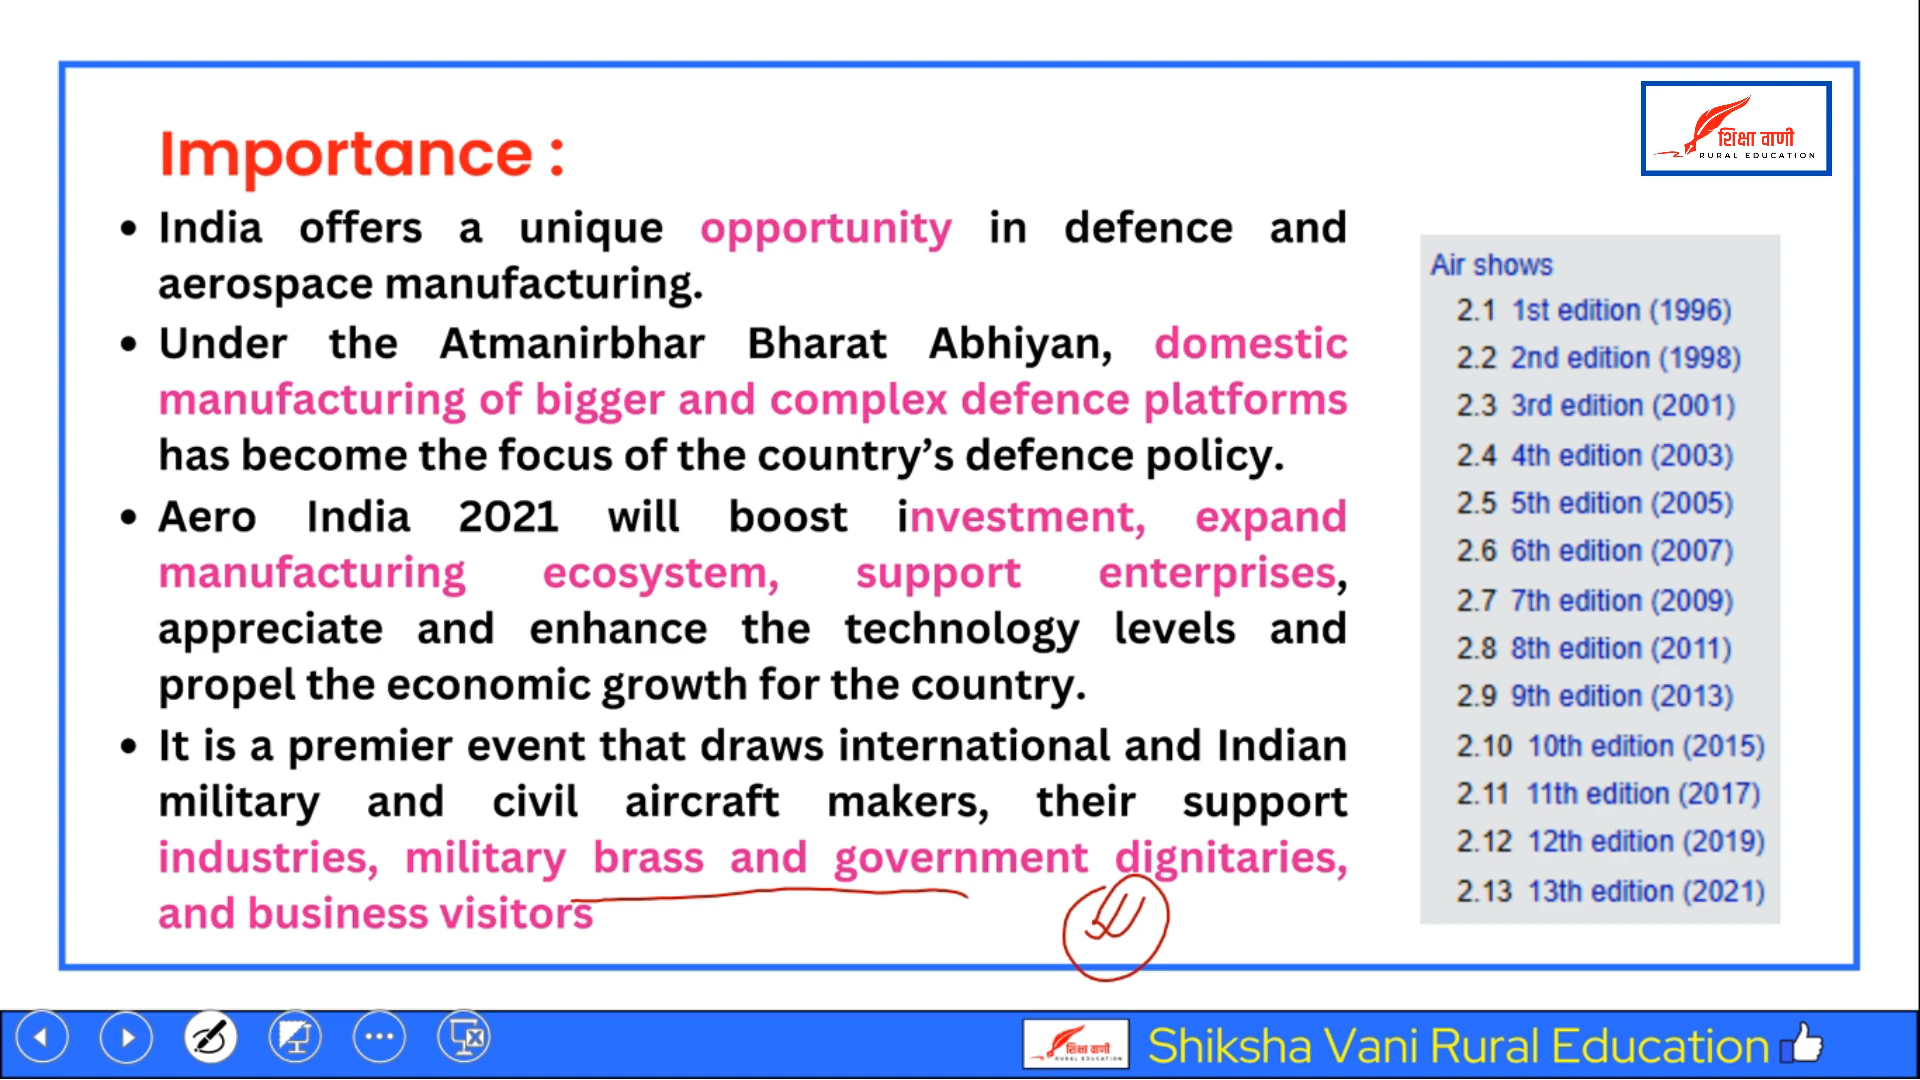 शिक्षा वाणी
RURAL EDUCATION
Importance :
• India offers a unique opportunity in defence and
aerospace manufacturing.
• Under the Atmanirbhar Bharat Abhiyan, domestic
manufacturing of bigger and complex defence platforms
has become the focus of the country’s defence policy.
• Aero India 2021 will boost investment, expand
manufacturing ecosystem, support enterprises,
appreciate and enhance the technology levels and
propel the economic growth for the country.
• It is a premier event that draws international and Indian
military and civil aircraft makers, their support
industries, military brass and government dignitaries,
and business visitors
Air shows
2.1 1st edition (1996)
2.2 2nd edition (1998)
2.3 3rd edition (2001)
2.4 4th edition (2003)
2.5 5th edition (2005)
2.6 6th edition (2007)
2.7 7th edition (2009)
2.8 8th edition (2011)
2.9 9th edition (2013)
2.10 10th edition (2015)
2.11 11th edition (2017)
2.12 12th edition (2019)
2.13 13th edition (2021)
शिक्षा वाणी
RURAL EDUCATION
Shiksha Vani Rural Education